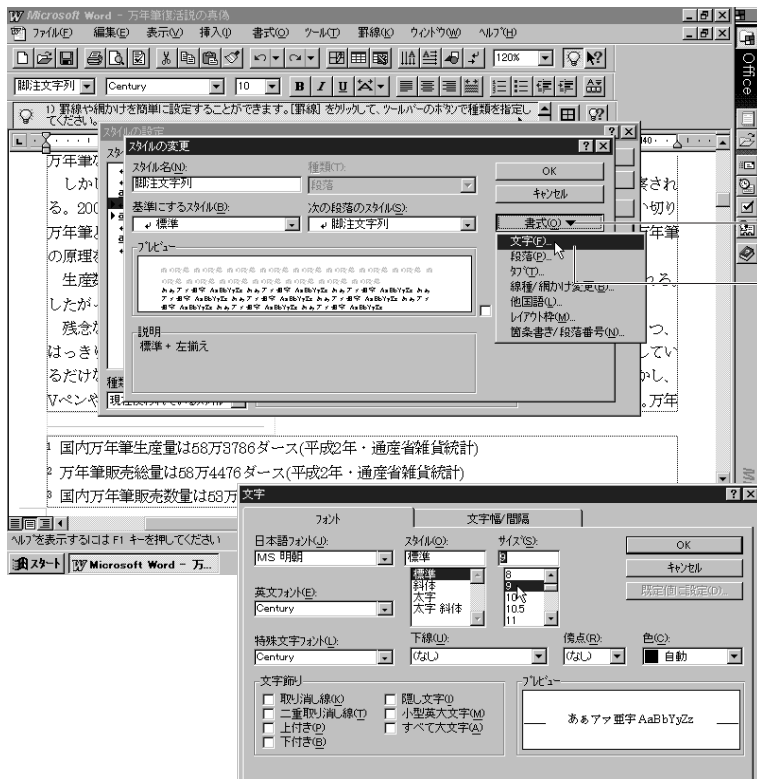 Microsoft Word - 万年筆復活説の真偽
ファイル(F) 編集(E) 表示(V) 挿入(I) 書式(O) ツール(T) 罫線(K) ウィンドウ(W) ヘルプ(H)
120%
脚注文字列 Century 10 B I U
1) 罫線や網かけを簡単に設定することができます。[罫線] をクリックして、ツールバーのボタンで種類を指定し
てください。
Office
スタイルの設定
スタイルの変更
スタイル名(N):
脚注文字列
種類(T):
段落
基準にするスタイル(B):
標準
次の段落のスタイル(S):
脚注文字列
プレビュー
説明
標準 + 左揃え
OK
キャンセル
書式(O) ▼
文字(F)...
段落(P)...
タブ(T)...
線種/網かけ変更(B)...
他国語(L)...
レイアウト枠(M)...
箇条書き/段落番号(N)...
万年筆
しか
る。200
万年筆
の原理
生産
したが
残念
はっき
るだけ
Vペンや
1 国内万年筆生産量は58万3786ダース(平成2年・通産省雑貨統計)
2 万年筆販売総量は58万4476ダース(平成2年・通産省雑貨統計)
3 国内万年筆販売数量は53万
ヘルプを表示するには F1 キーを押してください
スタート Microsoft Word - 万...
文字
フォント 文字幅/間隔
日本語フォント(J):
MS 明朝
スタイル(O):
標準
標準
斜体
太字
太字 斜体
サイズ(S):
9
8
9
10
10.5
11
OK
キャンセル
既定値に設定(D)...
英文フォント(E):
Century
特殊文字フォント(L):
Century
下線(U):
(なし)
傍点(R):
(なし)
色(C):
自動
文字飾り
取り消し線(K)
二重取り消し線(T)
上付き(P)
下付き(B)
隠し文字(I)
小型英大文字(M)
すべて大文字(A)
プレビュー
あぁアァ亜宇AaBbYyZz